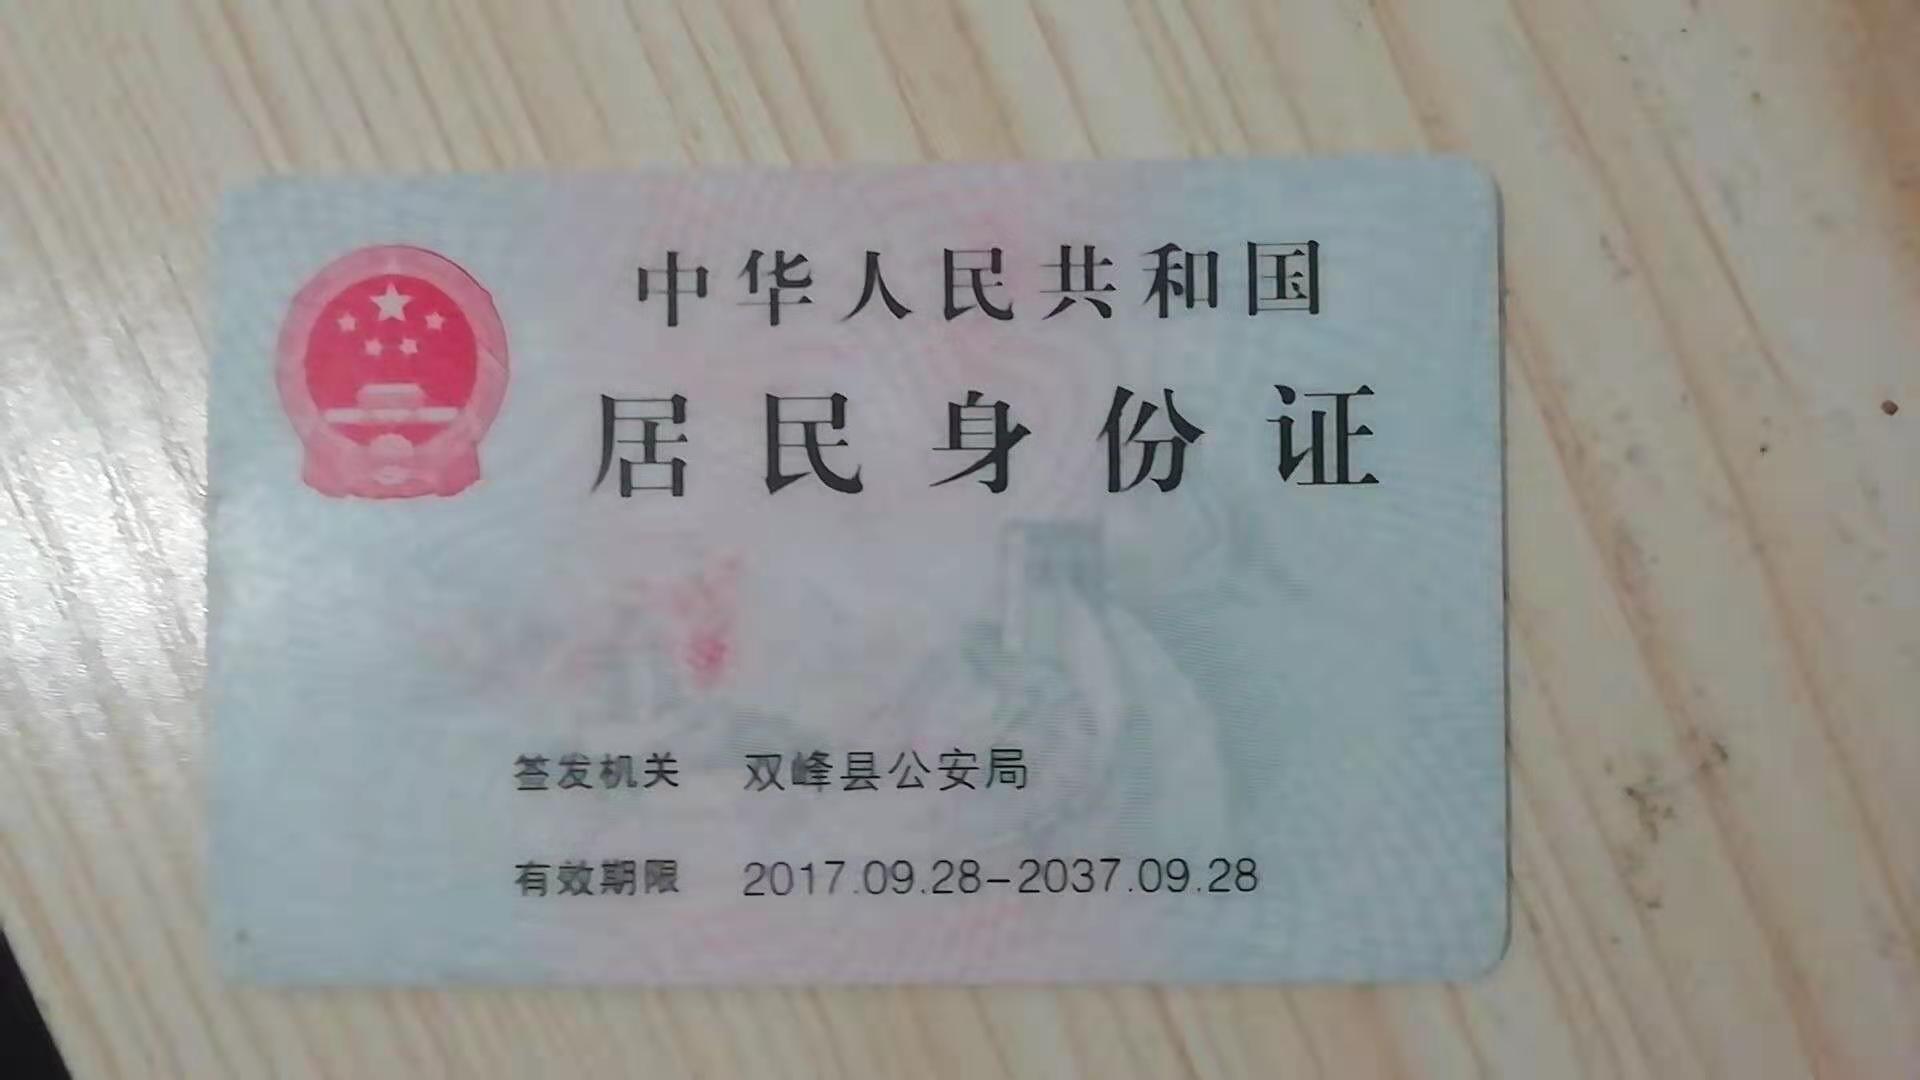 中华人民共和国
居民身份证
签发机关 双峰县公安局
有效期限 2017.09.28-2037.09.28